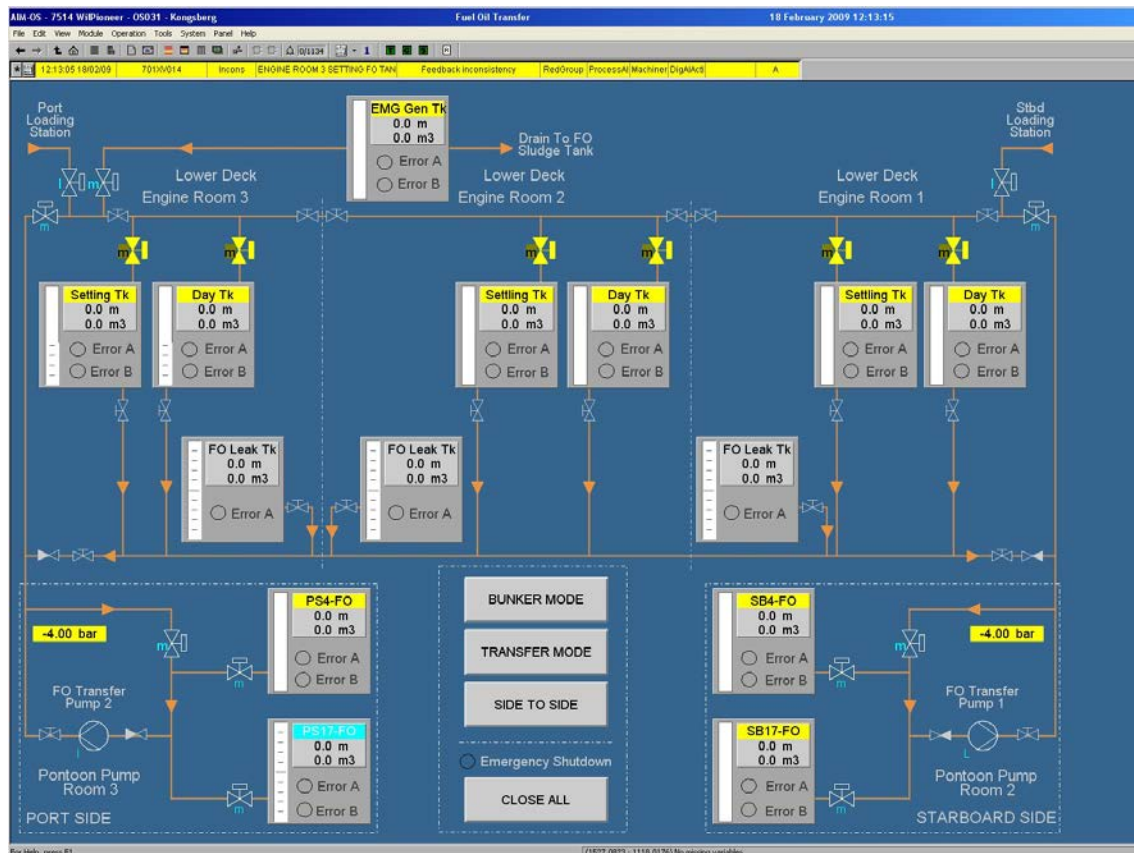 AIM-OS - 7514 WilPioneer - OS031 - Kongsberg
Fuel Oil Transfer
18 February 2009 12:13:15
File Edit View Module Operation Tools System Panel Help
0/1134
1
12:13:05 18/02/09 701XV014 Incons ENGINE ROOM 3 SETTING FO TAN Feedback inconsistency RedGroup ProcessAl Machiner DigAlAcS A
Port
Loading
Station
EMG Gen Tk
0.0 m
0.0 m3
Error A
Error B
Drain To FO
Sludge Tank
Stbd
Loading
Station
Lower Deck
Engine Room 3
Lower Deck
Engine Room 2
Lower Deck
Engine Room 1
l
m
m
l
m
m
m
m
m
m
m
Setting Tk
0.0 m
0.0 m3
Error A
Error B
Day Tk
0.0 m
0.0 m3
Error A
Error B
Settling Tk
0.0 m
0.0 m3
Error A
Error B
Day Tk
0.0 m
0.0 m3
Error A
Error B
Settling Tk
0.0 m
0.0 m3
Error A
Error B
Day Tk
0.0 m
0.0 m3
Error A
Error B
FO Leak Tk
0.0 m
0.0 m3
Error A
FO Leak Tk
0.0 m
0.0 m3
Error A
FO Leak Tk
0.0 m
0.0 m3
Error A
-4.00 bar
m
PS4-FO
0.0 m
0.0 m3
Error A
Error B
m
FO Transfer
Pump 2
l
PS17-FO
0.0 m
0.0 m3
Error A
Error B
m
Pontoon Pump
Room 3
PORT SIDE
BUNKER MODE
TRANSFER MODE
SIDE TO SIDE
Emergency Shutdown
CLOSE ALL
SB4-FO
0.0 m
0.0 m3
Error A
Error B
m
m
-4.00 bar
FO Transfer
Pump 1
L
SB17-FO
0.0 m
0.0 m3
Error A
Error B
m
Pontoon Pump
Room 2
STARBOARD SIDE
For Help, press F1